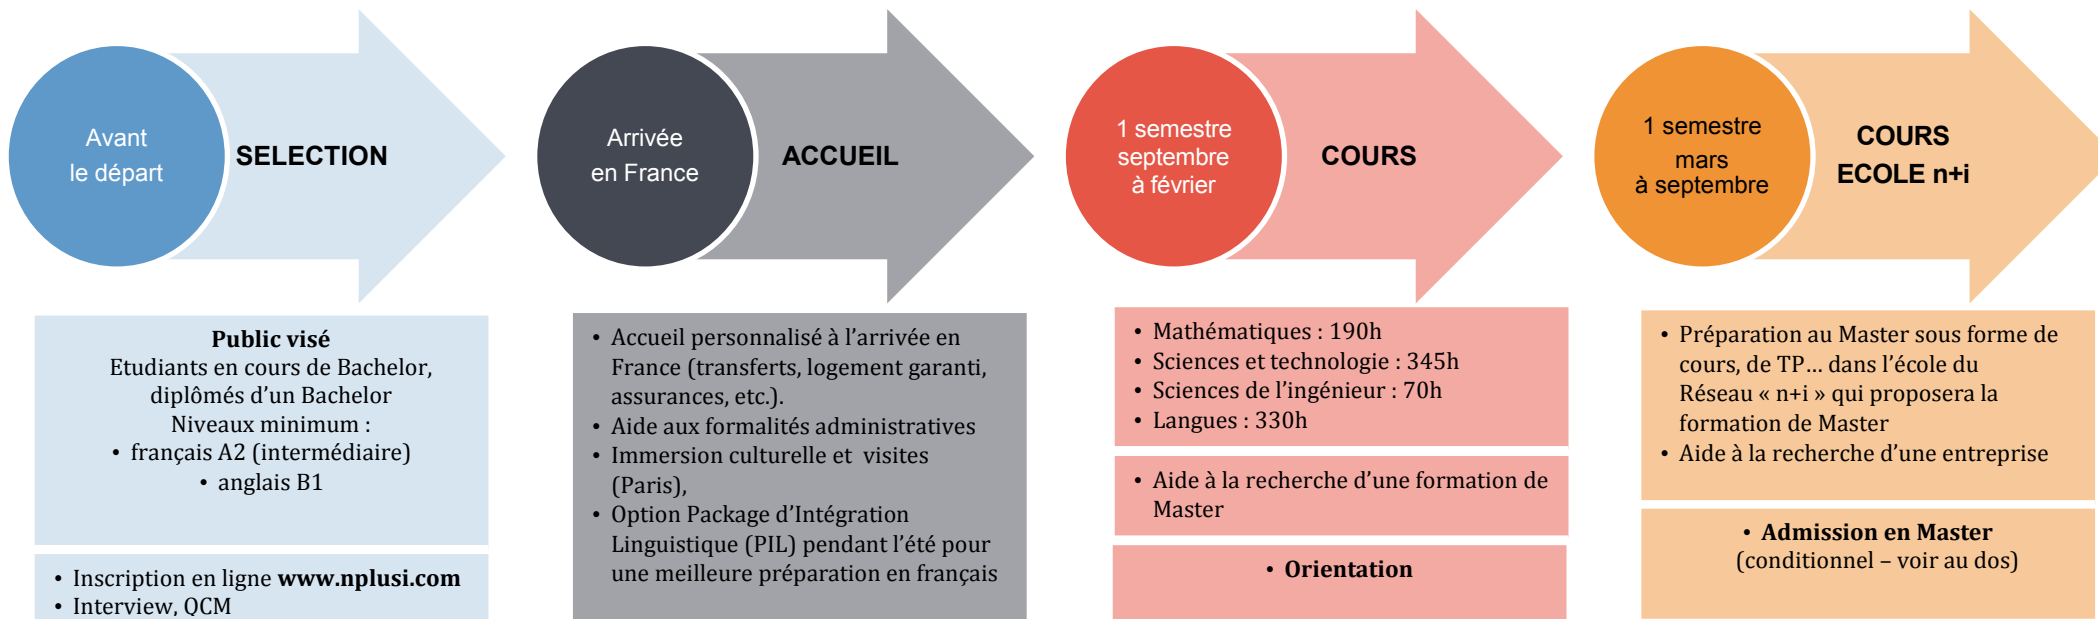 Avant
le départ
SELECTION
Public visé
Etudiants en cours de Bachelor,
diplômés d'un Bachelor
Niveaux minimum :
• français A2 (intermédiaire)
• anglais B1
• Inscription en ligne www.nplusi.com
• Interview, QCM
Arrivée
en France
ACCUEIL
• Accueil personnalisé à l'arrivée en
France (transferts, logement garanti,
assurances, etc.).
• Aide aux formalités administratives
• Immersion culturelle et visites
(Paris),
• Option Package d'Intégration
Linguistique (PIL) pendant l'été pour
une meilleure préparation en français
1 semestre
septembre
à février
COURS
• Mathématiques : 190h
• Sciences et technologie : 345h
• Sciences de l'ingénieur : 70h
• Langues : 330h
• Aide à la recherche d'une formation de
Master
• Orientation
1 semestre
mars
à septembre
COURS
ECOLE n+i
• Préparation au Master sous forme de
cours, de TP… dans l'école du
Réseau « n+i » qui proposera la
formation de Master
• Aide à la recherche d'une entreprise
• Admission en Master
(conditionnel – voir au dos)